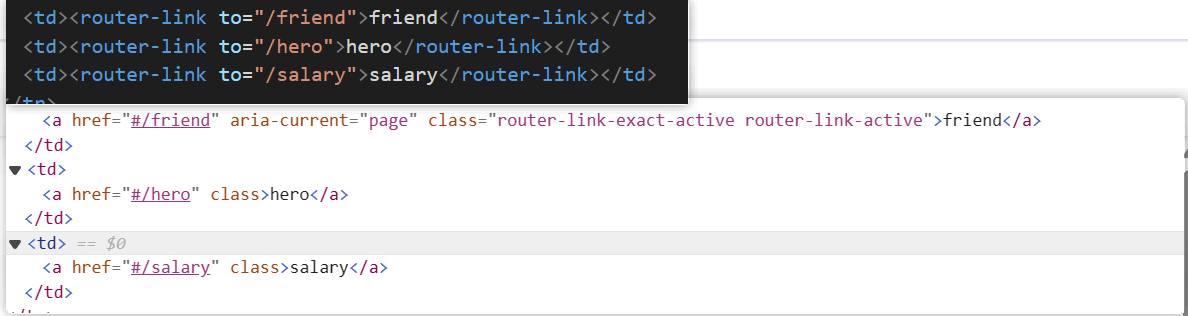 <td><router-link to="/friend">friend</router-link></td>
<td><router-link to="/hero">hero</router-link></td>
<td><router-link to="/salary">salary</router-link></td>
<a href="#/friend" aria-current="page" class="router-link-exact-active router-link-active">friend</a>
</td>
▼<td>
<a href="#/hero" class>hero</a>
</td>
▼<td> == $0
<a href="#/salary" class>salary</a>
</td>